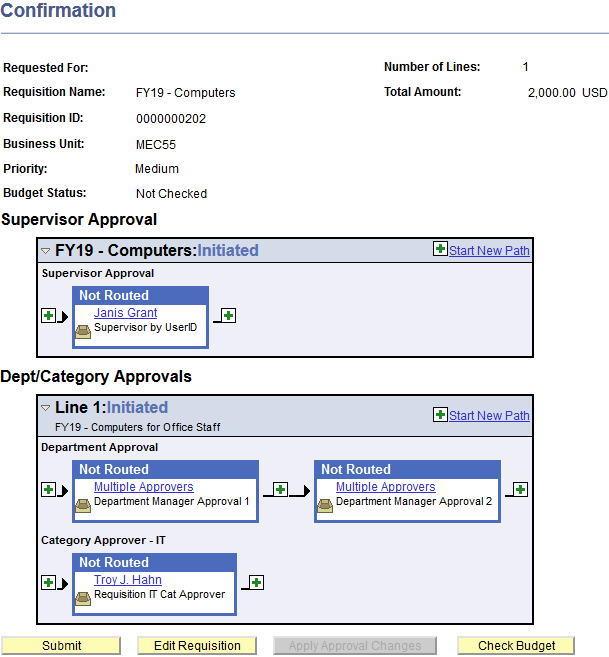 Confirmation
Requested For:
Number of Lines: 1
Requisition Name: FY19 - Computers
Total Amount: 2,000.00 USD
Requisition ID: 0000000202
Business Unit: MEC55
Priority: Medium
Budget Status: Not Checked
Supervisor Approval
FY19 - Computers:Initiated
Start New Path
Supervisor Approval
Not Routed
Janis Grant
Supervisor by UserID
Dept/Category Approvals
Line 1:Initiated
Start New Path
FY19 - Computers for Office Staff
Department Approval
Not Routed
Multiple Approvers
Department Manager Approval 1
Not Routed
Multiple Approvers
Department Manager Approval 2
Category Approver - IT
Not Routed
Troy J. Hahn
Requisition IT Cat Approver
Submit
Edit Requisition
Apply Approval Changes
Check Budget